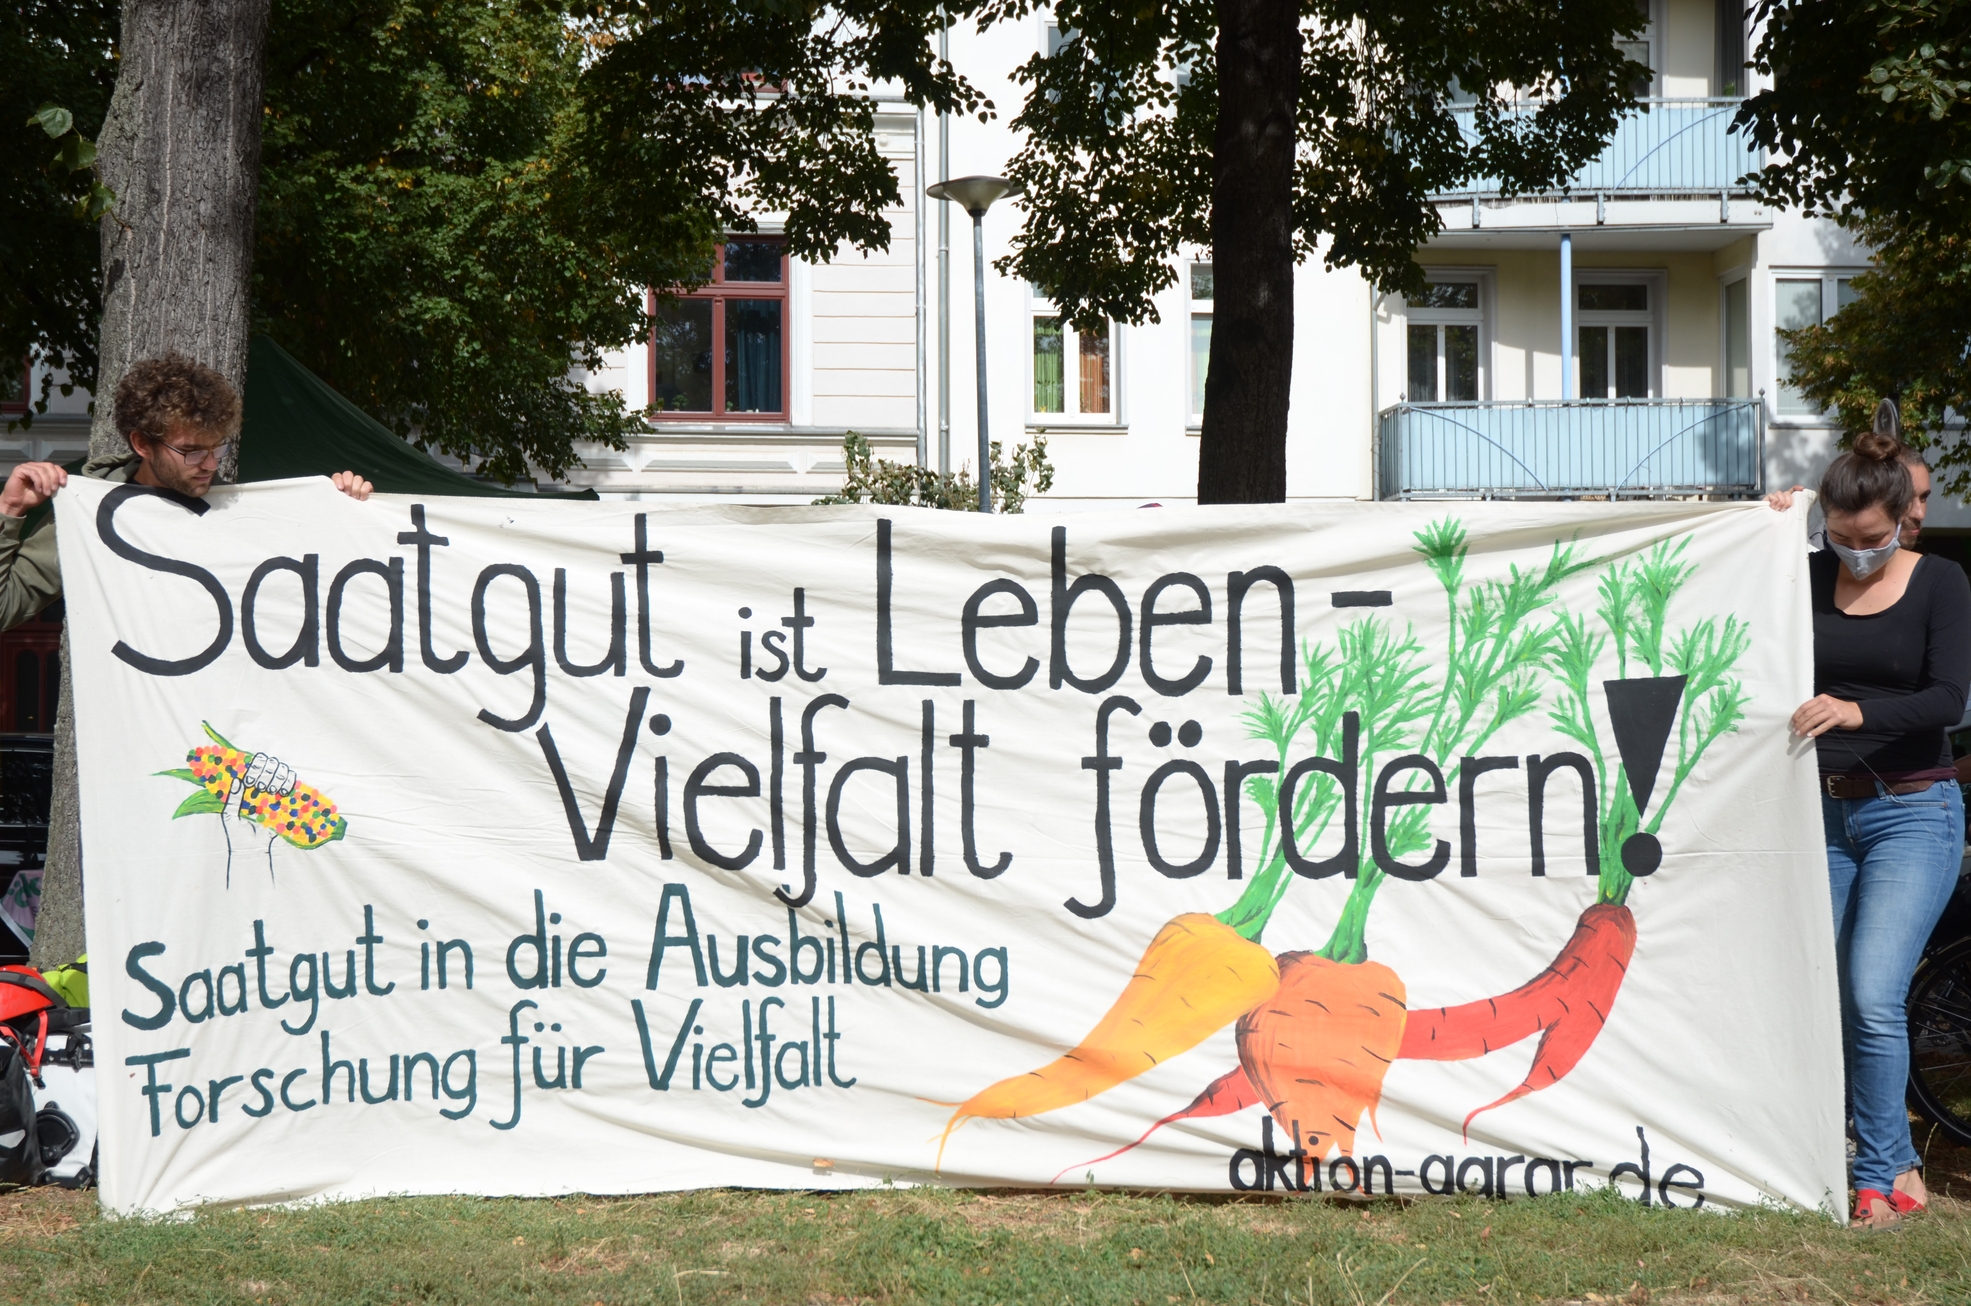 Saatgut ist Leben -
Vielfalt fördern!
Saatgut in die Ausbildung
Forschung für Vielfalt
aktion-agrar.de